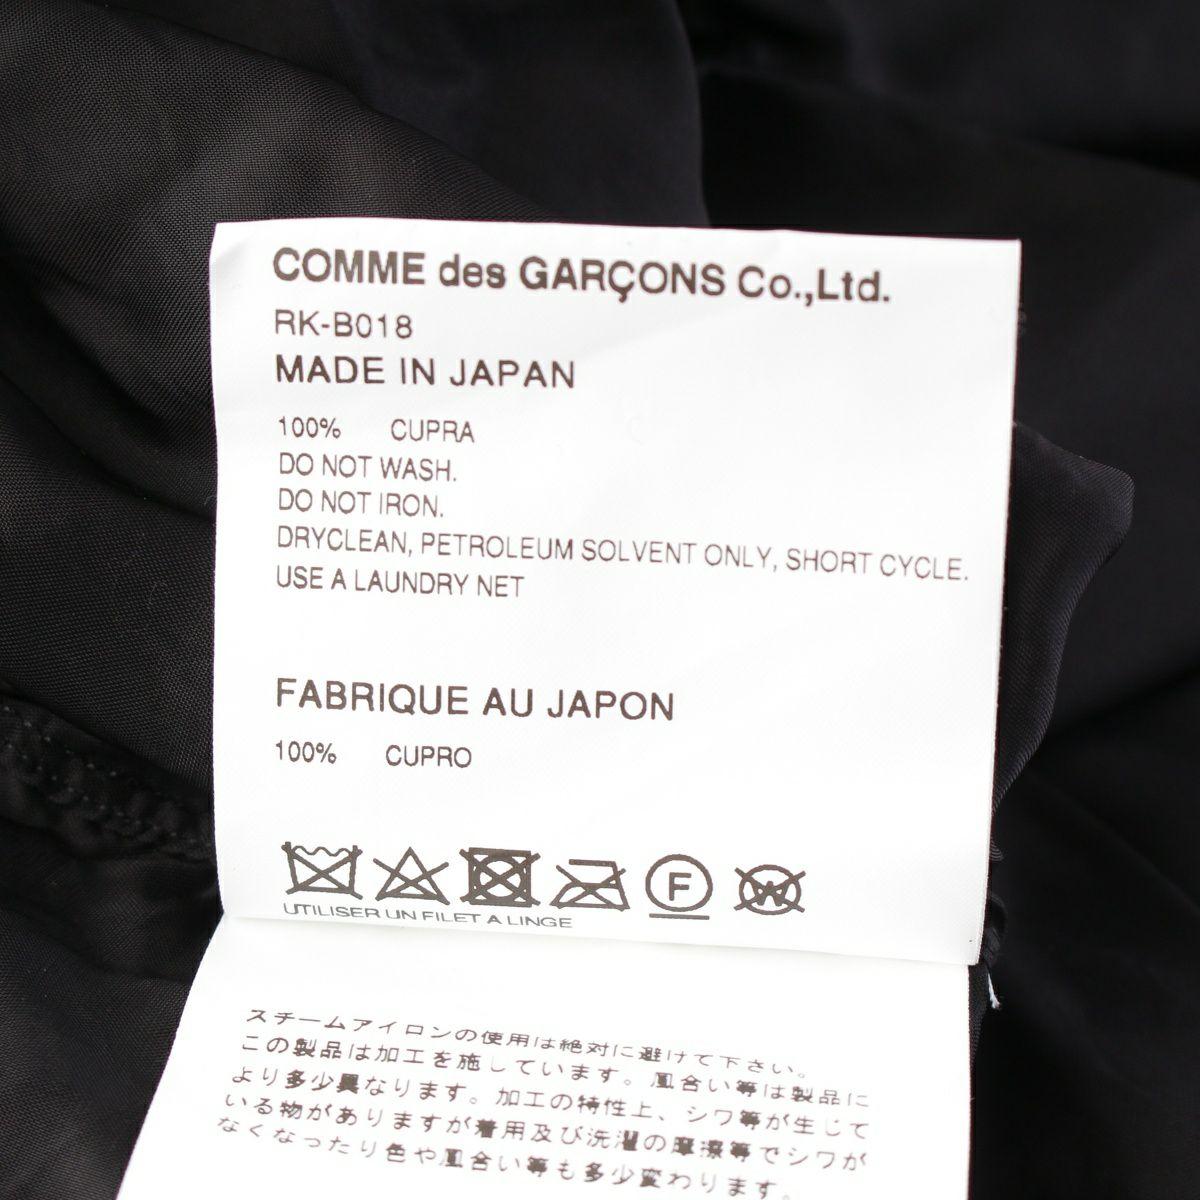 COMME des GARÇONS Co.,Ltd.
RK-B018
MADE IN JAPAN
100% CUPRA
DO NOT WASH.
DO NOT IRON.
DRYCLEAN, PETROLEUM SOLVENT ONLY, SHORT CYCLE.
USE A LAUNDRY NET
FABRIQUE AU JAPON
100% CUPRO
F W
UTILISER UN FILET A LINGE
スチームアイロンの使用は絶対に避けて下さい。
この製品は加工を施しています。風合い等は製品に
より多少異なります。加工の特性上、シワ等が生じて
いる物がありますが着用及び洗濯の摩擦等でシワが
なくなったり色や風合い等も多少変わります。